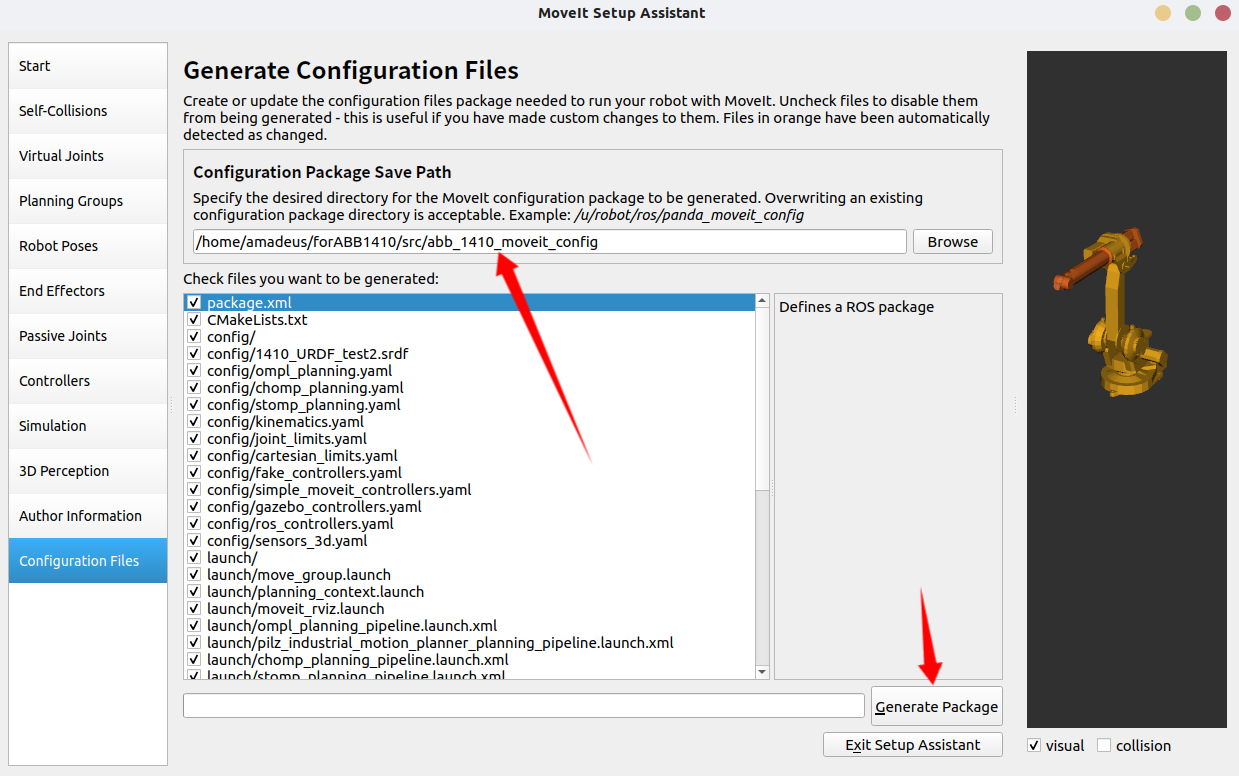 MoveIt Setup Assistant
Start
Self-Collisions
Virtual Joints
Planning Groups
Robot Poses
End Effectors
Passive Joints
Controllers
Simulation
3D Perception
Author Information
Configuration Files
Generate Configuration Files
Create or update the configuration files package needed to run your robot with MoveIt. Uncheck files to disable them
from being generated - this is useful if you have made custom changes to them. Files in orange have been automatically
detected as changed.
Configuration Package Save Path
Specify the desired directory for the MoveIt configuration package to be generated. Overwriting an existing
configuration package directory is acceptable. Example: /u/robot/ros/panda_moveit_config
/home/amadeus/forABB1410/src/abb_1410_moveit_config
Browse
Check files you want to be generated:
package.xml
CMakeLists.txt
config/
config/1410_URDF_test2.srdf
config/ompl_planning.yaml
config/chomp_planning.yaml
config/stomp_planning.yaml
config/kinematics.yaml
config/joint_limits.yaml
config/cartesian_limits.yaml
config/fake_controllers.yaml
config/simple_moveit_controllers.yaml
config/gazebo_controllers.yaml
config/ros_controllers.yaml
config/sensors_3d.yaml
launch/
launch/move_group.launch
launch/planning_context.launch
launch/moveit_rviz.launch
launch/ompl_planning_pipeline.launch.xml
launch/pilz_industrial_motion_planner_planning_pipeline.launch.xml
launch/chomp_planning_pipeline.launch.xml
launch/stomp_planning_pipeline.launch.xml
Defines a ROS package
Generate Package
Exit Setup Assistant
visual
collision